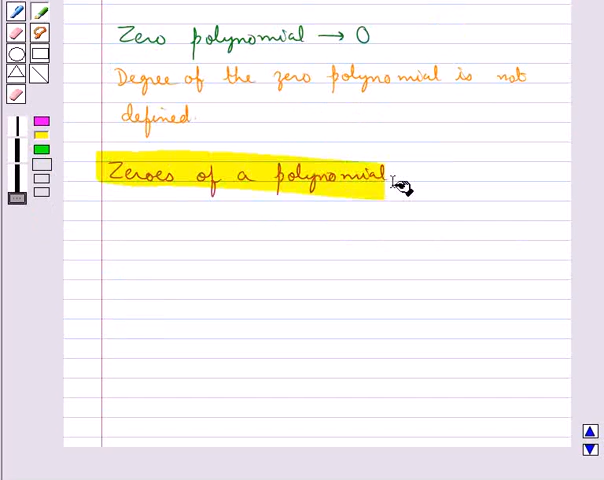 Zero polynomial → 0
Degree of the zero polynomial is not
defined.
Zeroes of a polynomial: